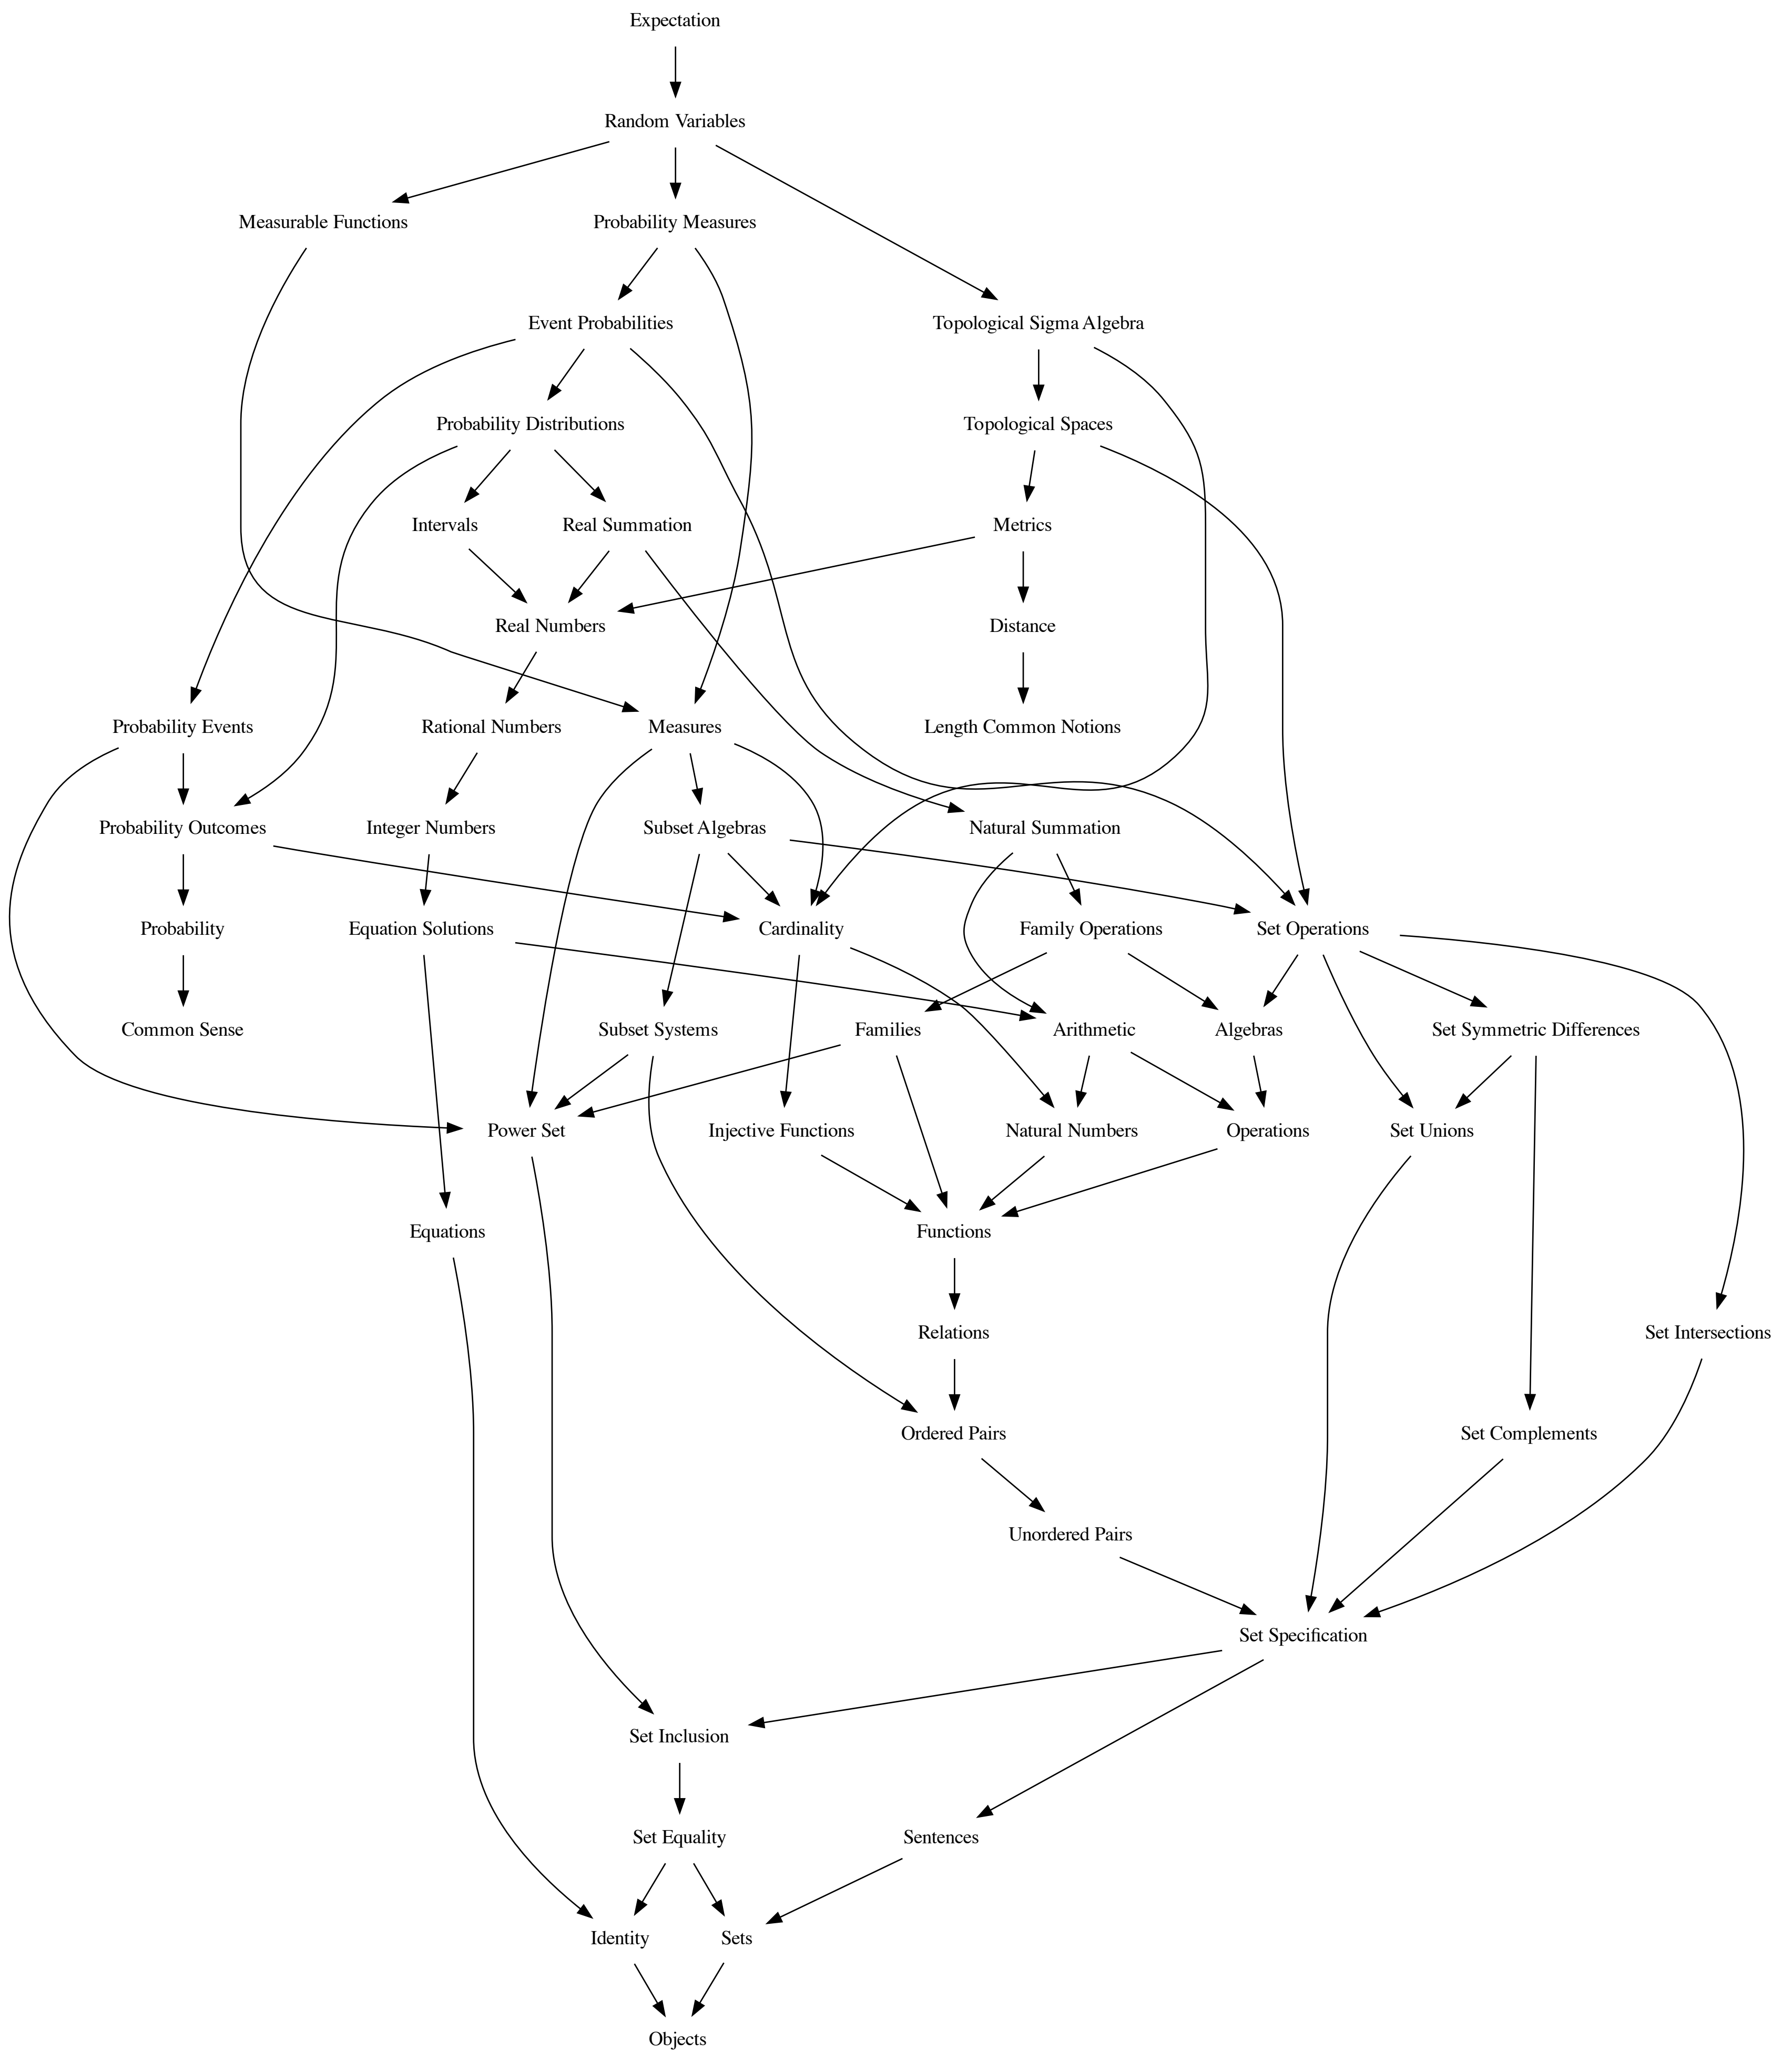 Expectation
Random Variables
Measurable Functions
Probability Measures
Event Probabilities
Topological Sigma Algebra
Probability Distributions
Topological Spaces
Intervals
Real Summation
Metrics
Real Numbers
Distance
Probability Events
Rational Numbers
Measures
Length Common Notions
Probability Outcomes
Integer Numbers
Subset Algebras
Natural Summation
Probability
Equation Solutions
Cardinality
Family Operations
Set Operations
Common Sense
Subset Systems
Families
Arithmetic
Algebras
Set Symmetric Differences
Power Set
Injective Functions
Natural Numbers
Operations
Set Unions
Equations
Functions
Relations
Set Intersections
Ordered Pairs
Set Complements
Unordered Pairs
Set Specification
Set Inclusion
Set Equality
Sentences
Identity
Sets
Objects